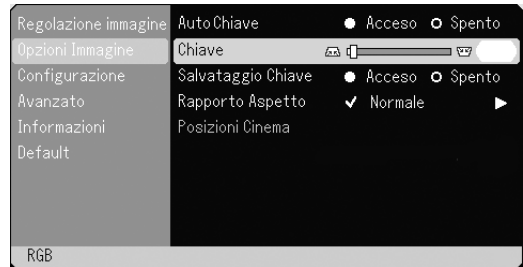 Regolazione immagine
Opzioni Immagine
Configurazione
Avanzato
Informazioni
Default
Auto Chiave Acceso Spento
Chiave
Salvataggio Chiave Acceso Spento
Rapporto Aspetto Normale
Posizioni Cinema
RGB